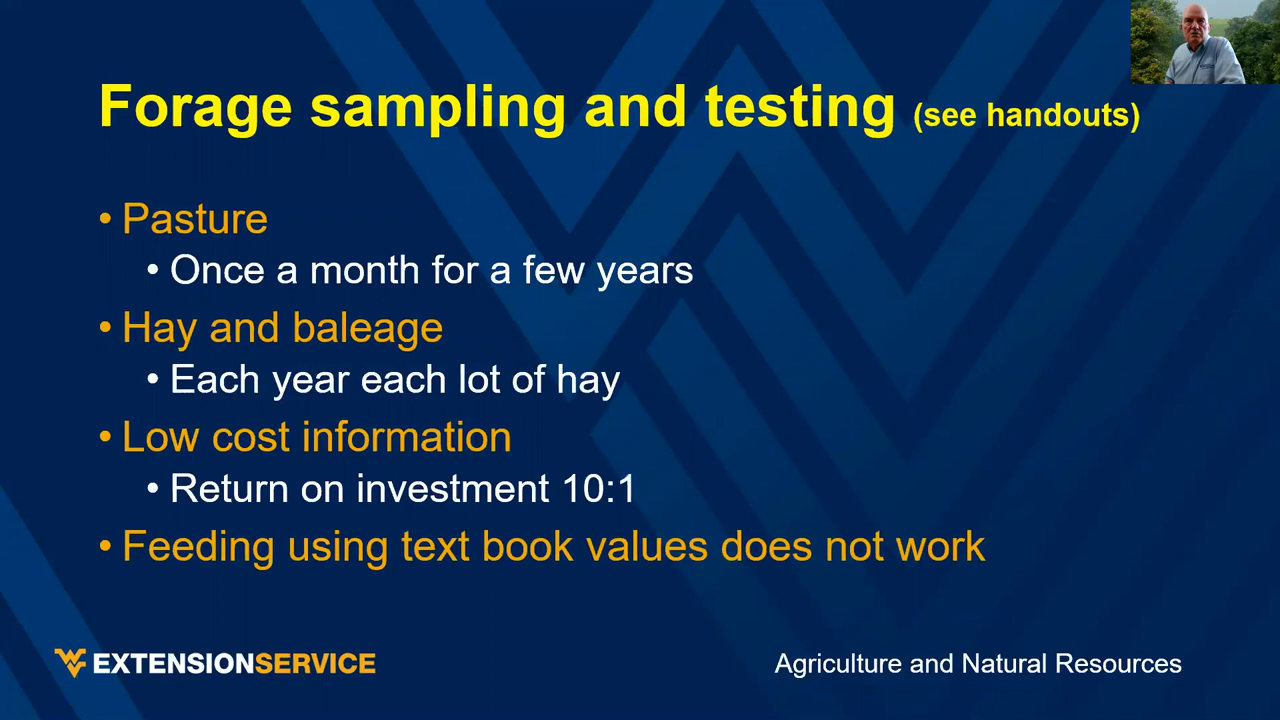 Forage sampling and testing (see handouts)
• Pasture
• Once a month for a few years
• Hay and baleage
• Each year each lot of hay
• Low cost information
• Return on investment 10:1
• Feeding using text book values does not work
WV EXTENSIONSERVICE
Agriculture and Natural Resources